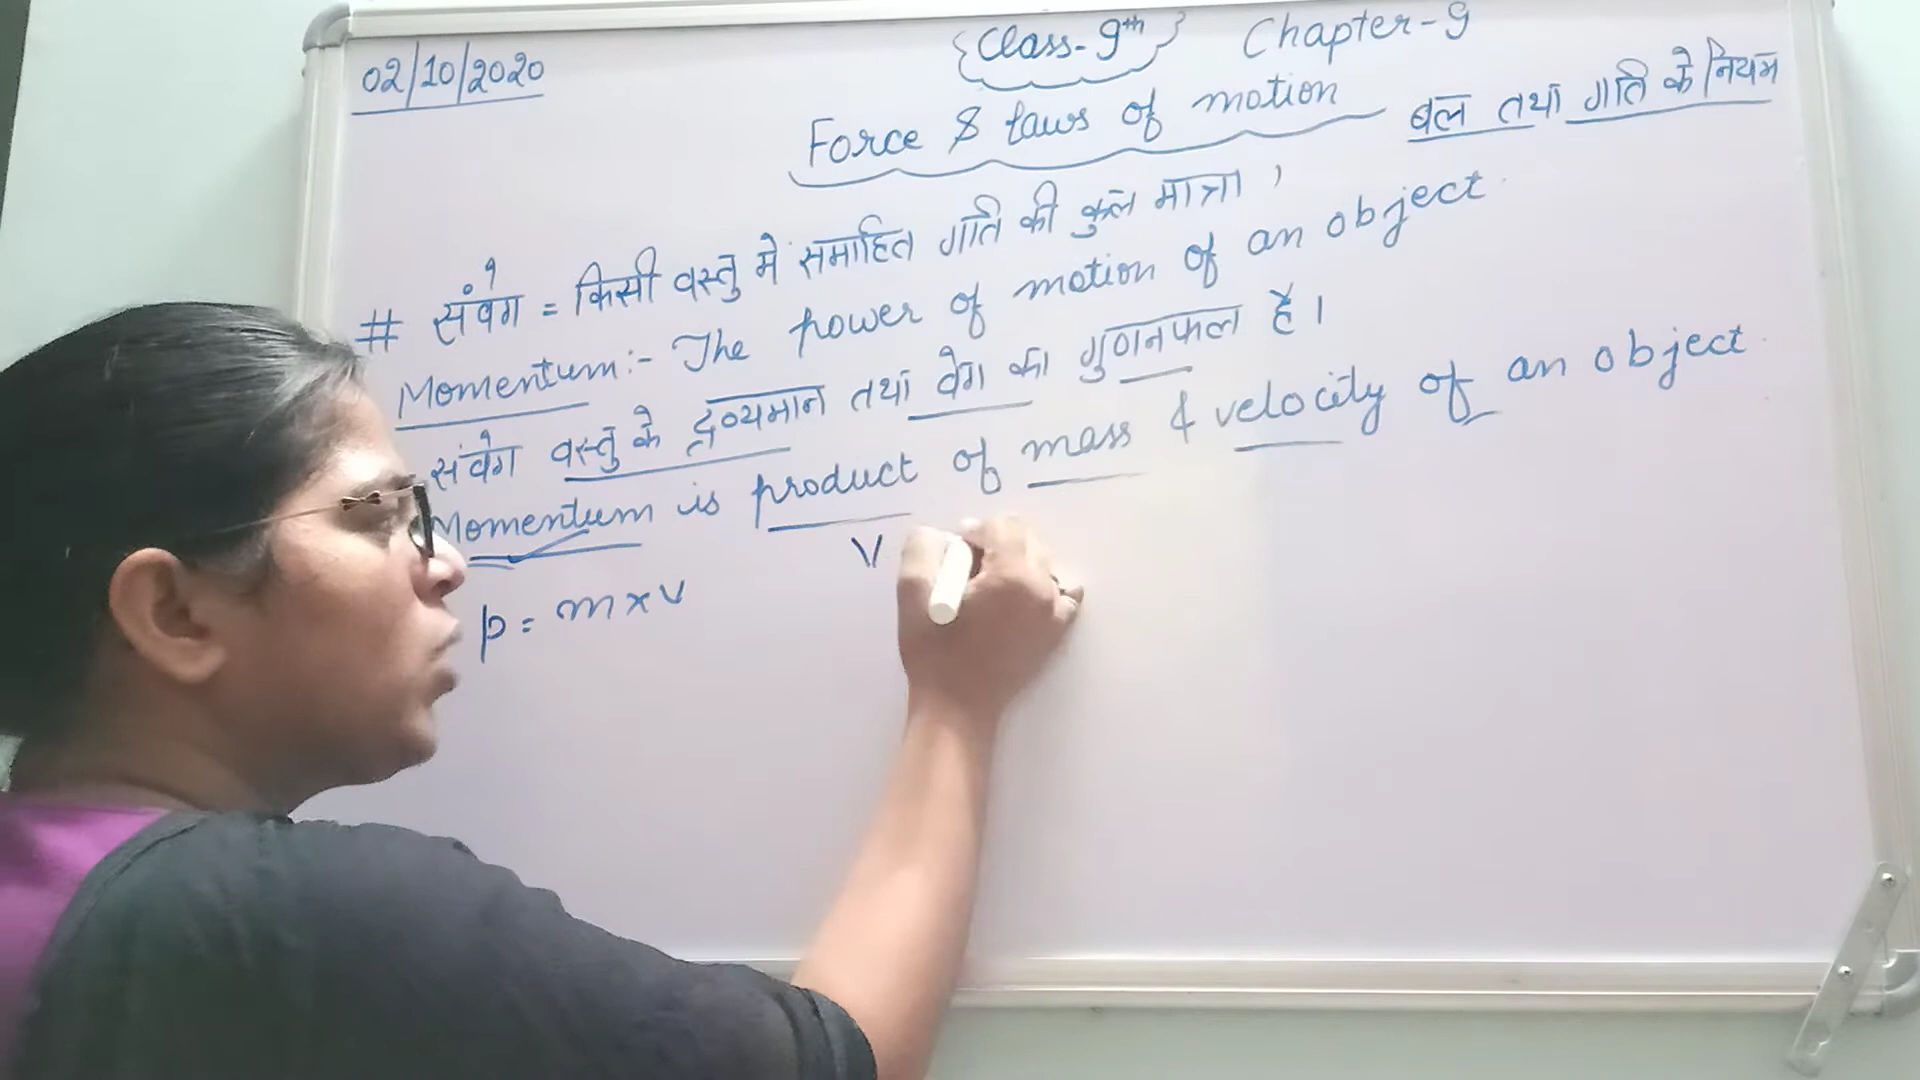 02/10/2020
{Class-9th} Chapter-9
Force & laws of motion बल तथा गति के नियम
# संवेग = किसी वस्तु मे समाहित गति की कुल मात्रा ,
Momentum:- The power of motion of an object.
संवेग वस्तु के द्रव्यमान तथा वेग का गुणनफल है।
Momentum is product of mass & velocity of an object.
p = m x v
V